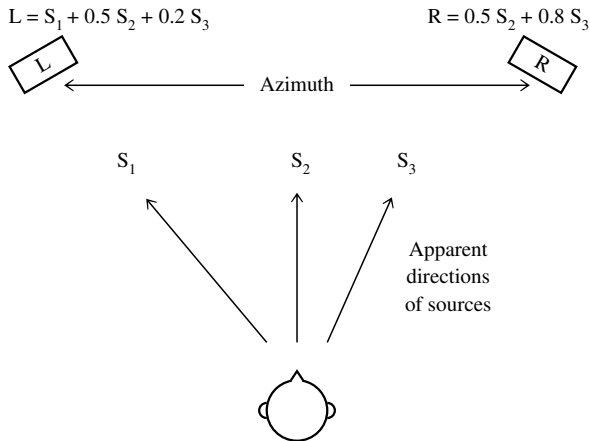 L = S₁ + 0.5 S₂ + 0.2 S₃
R = 0.5 S₂ + 0.8 S₃
L
R
Azimuth
S₁
S₂
S₃
Apparent
directions
of sources